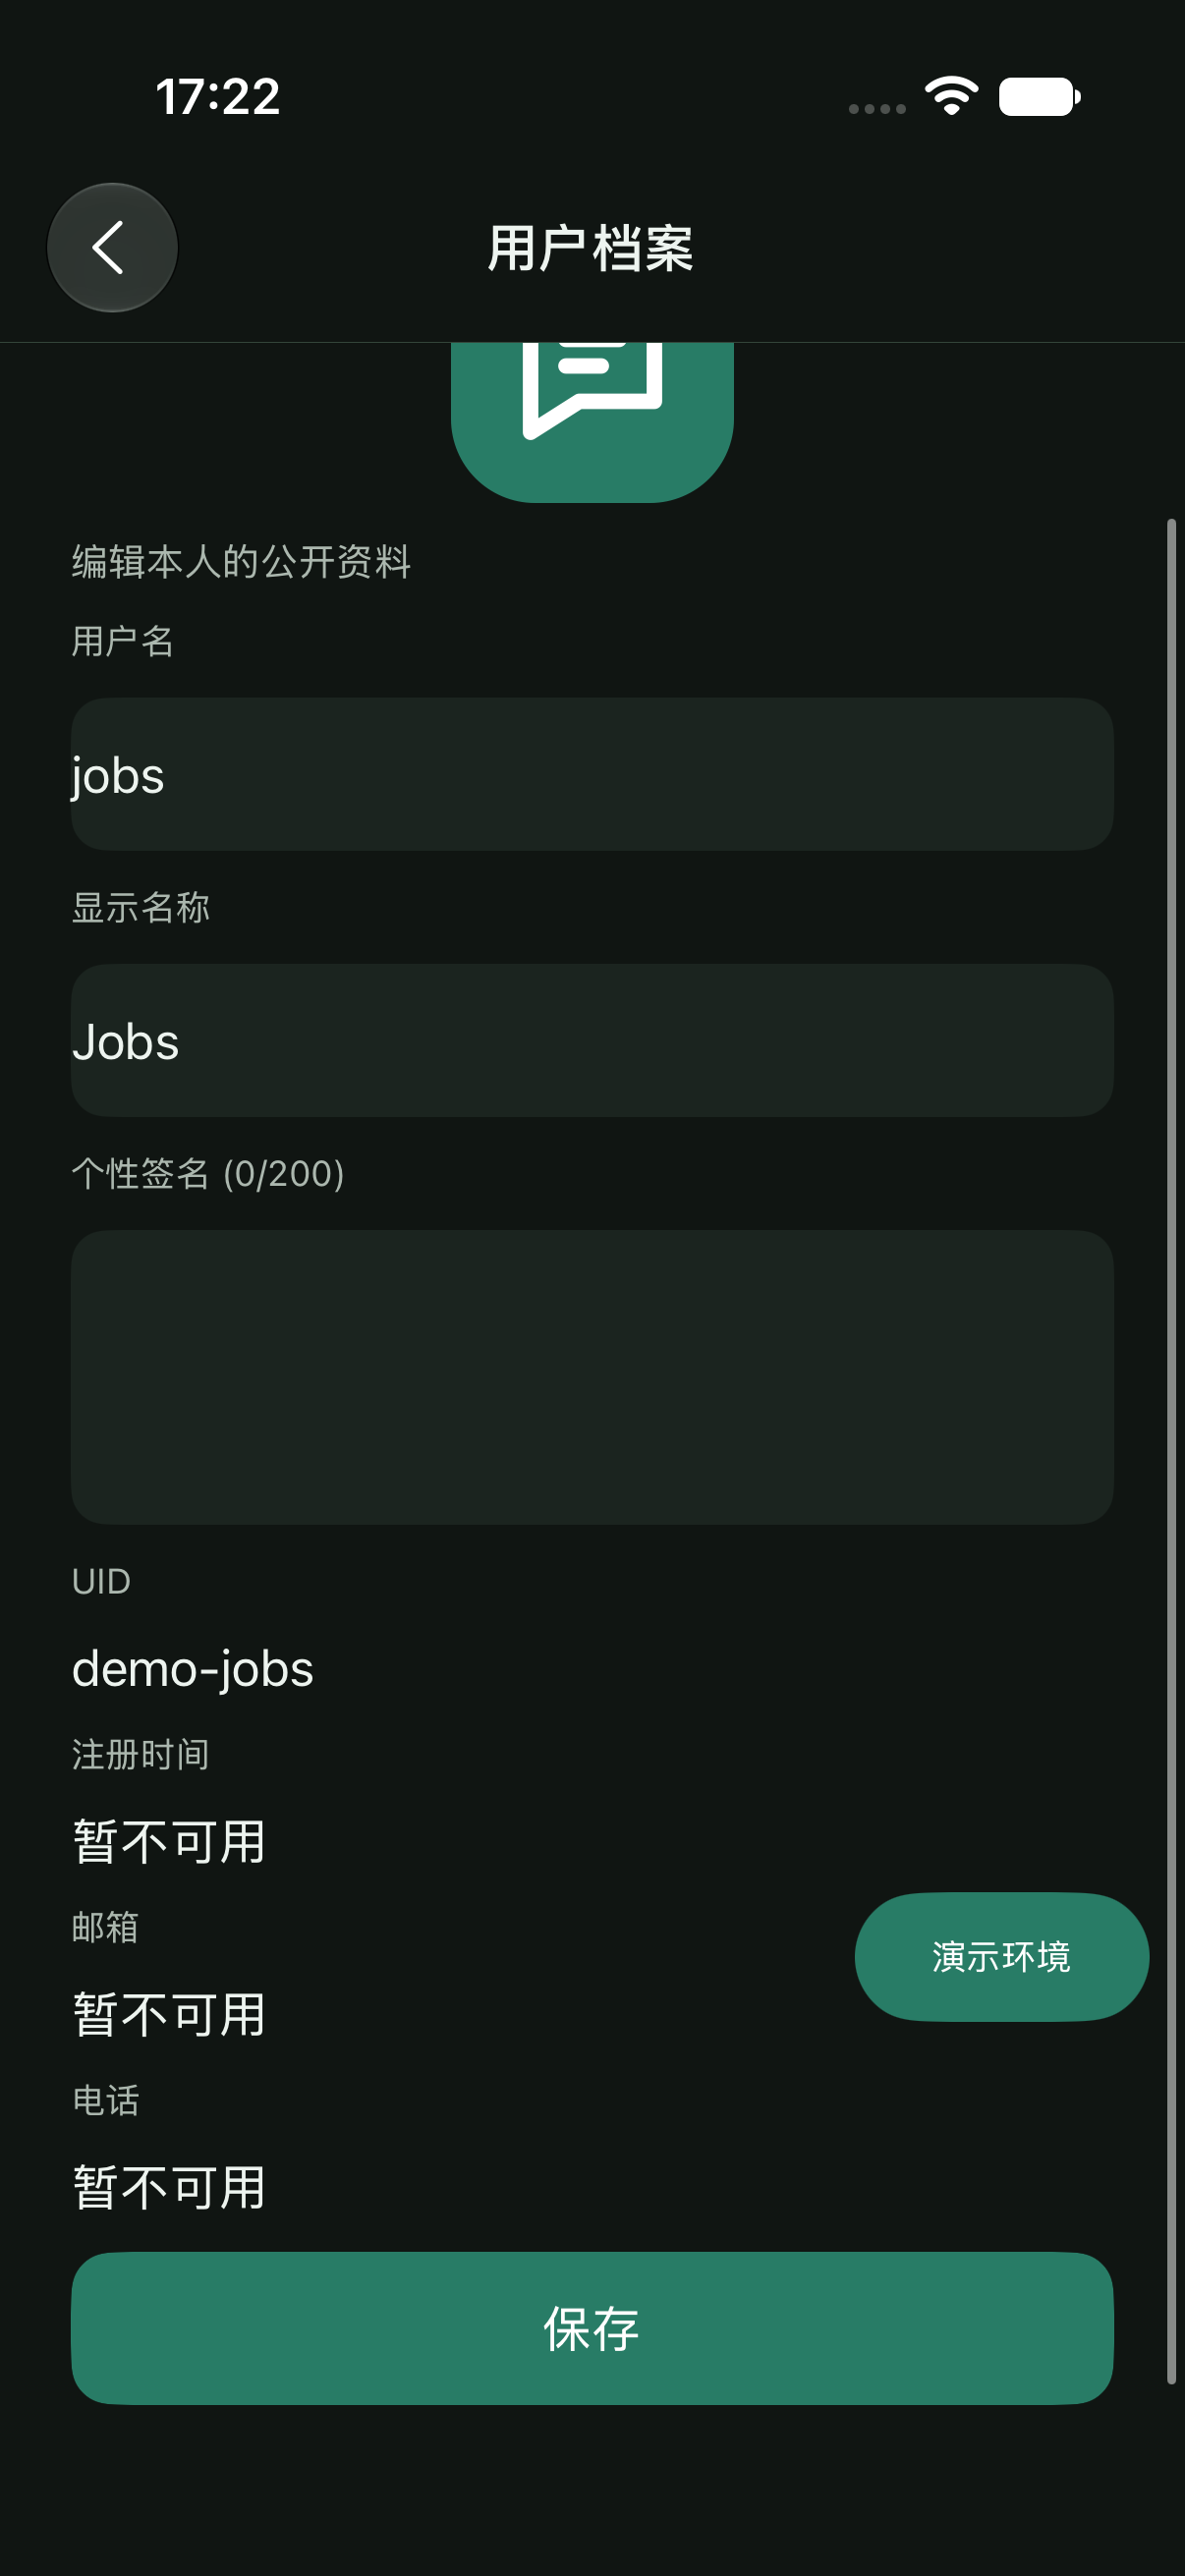 17:22
用户档案
编辑本人的公开资料
用户名
jobs
显示名称
Jobs
个性签名 (0/200)
UID
demo-jobs
注册时间
暂不可用
邮箱
演示环境
暂不可用
电话
暂不可用
保存